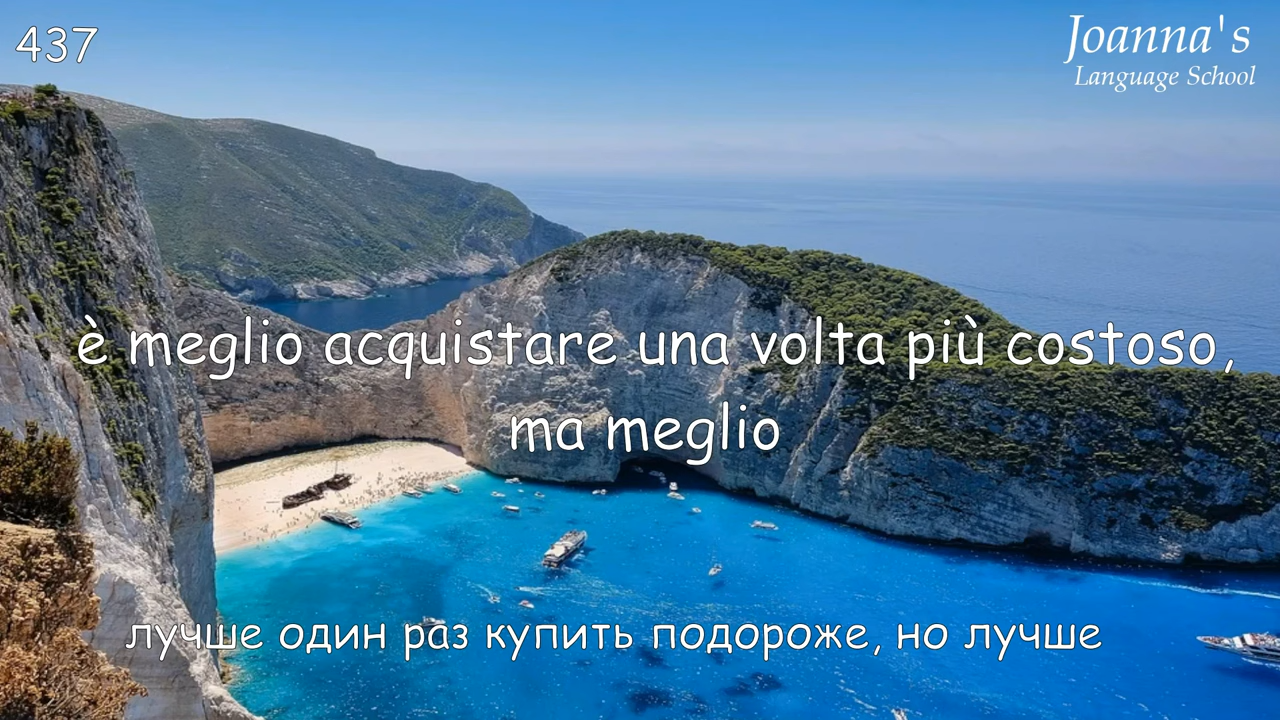 437
Joanna's
Language School
è meglio acquistare una volta più costoso,
ma meglio
лучше один раз купить подороже, но лучше